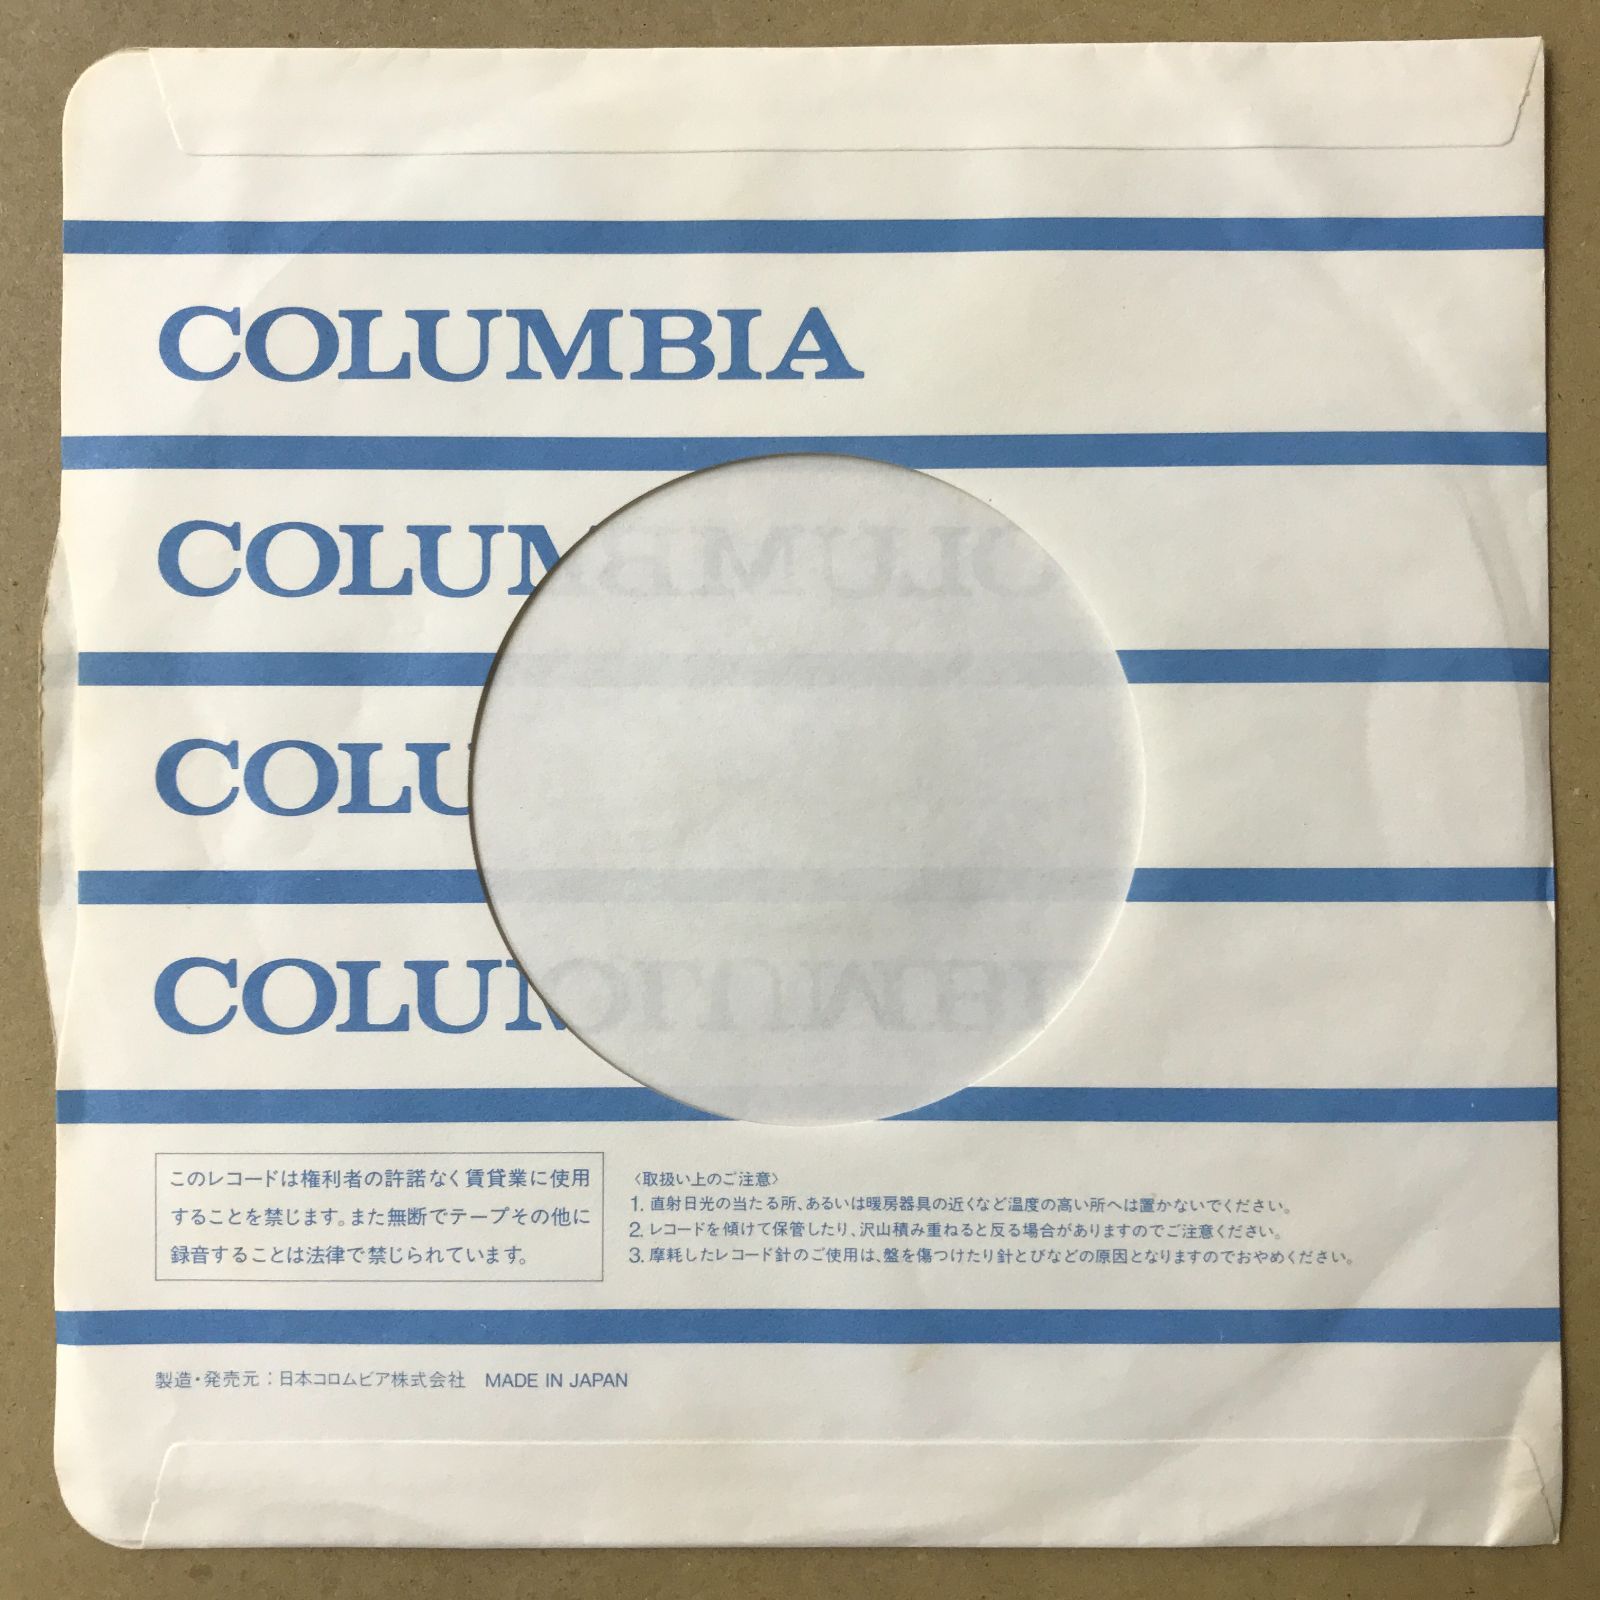 COLUMBIA
COLUM
COLU
COLUM
このレコードは権利者の許諾なく賃貸業に使用
することを禁じます。また無断でテープその他に
録音することは法律で禁じられています。
〈取扱い上のご注意〉
1. 直射日光の当たる所、あるいは暖房器具の近くなど温度の高い所へは置かないでください。
2. レコードを傾けて保管したり、沢山積み重ねると反る場合がありますのでご注意ください。
3. 摩耗したレコード針のご使用は、盤を傷つけたり針とびなどの原因となりますのでおやめください。
製造・発売元：日本コロムビア株式会社 MADE IN JAPAN